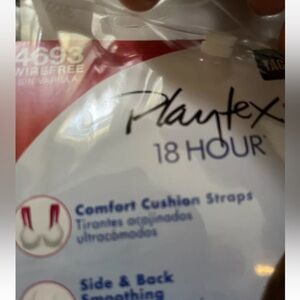 4693
WIREFREE
SIN VARILLA
Playtex
18 HOUR
Comfort Cushion Straps
Tirantes acojinados
ultracómodos
Side & Back
Smoothing